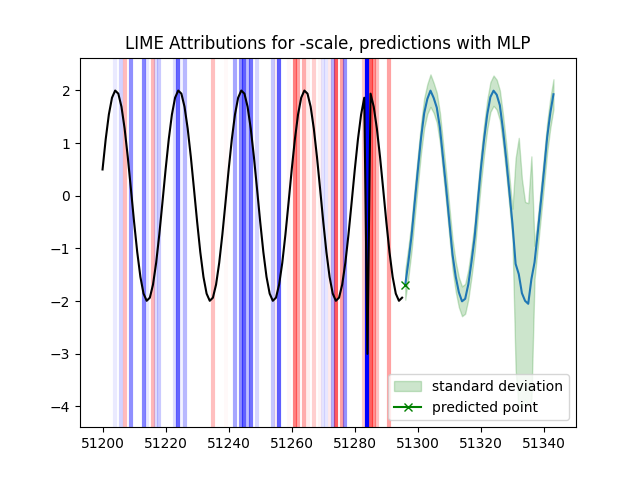 LIME Attributions for -scale, predictions with MLP
2
1
0
−1
−2
−3
−4
standard deviation
predicted point
51200 51220 51240 51260 51280 51300 51320 51340